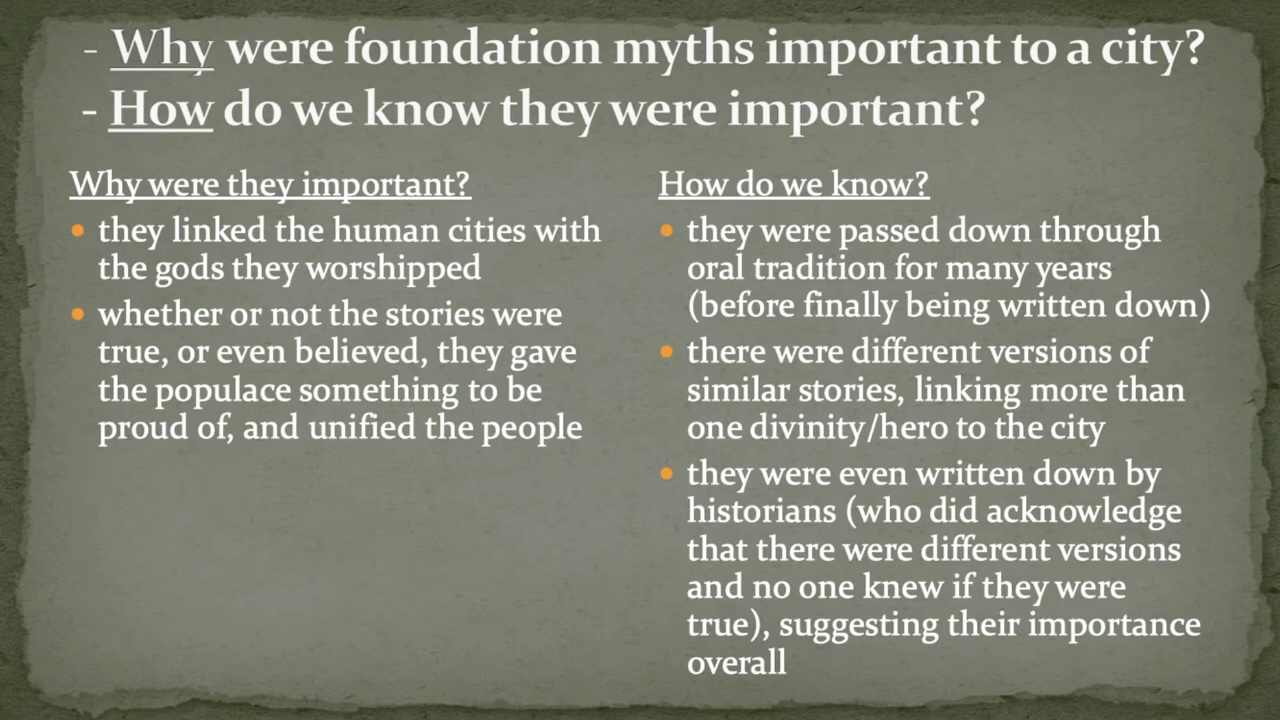 - Why were foundation myths important to a city?
- How do we know they were important?
Why were they important?
• they linked the human cities with
the gods they worshipped
• whether or not the stories were
true, or even believed, they gave
the populace something to be
proud of, and unified the people
How do we know?
• they were passed down through
oral tradition for many years
(before finally being written down)
• there were different versions of
similar stories, linking more than
one divinity/hero to the city
• they were even written down by
historians (who did acknowledge
that there were different versions
and no one knew if they were
true), suggesting their importance
overall